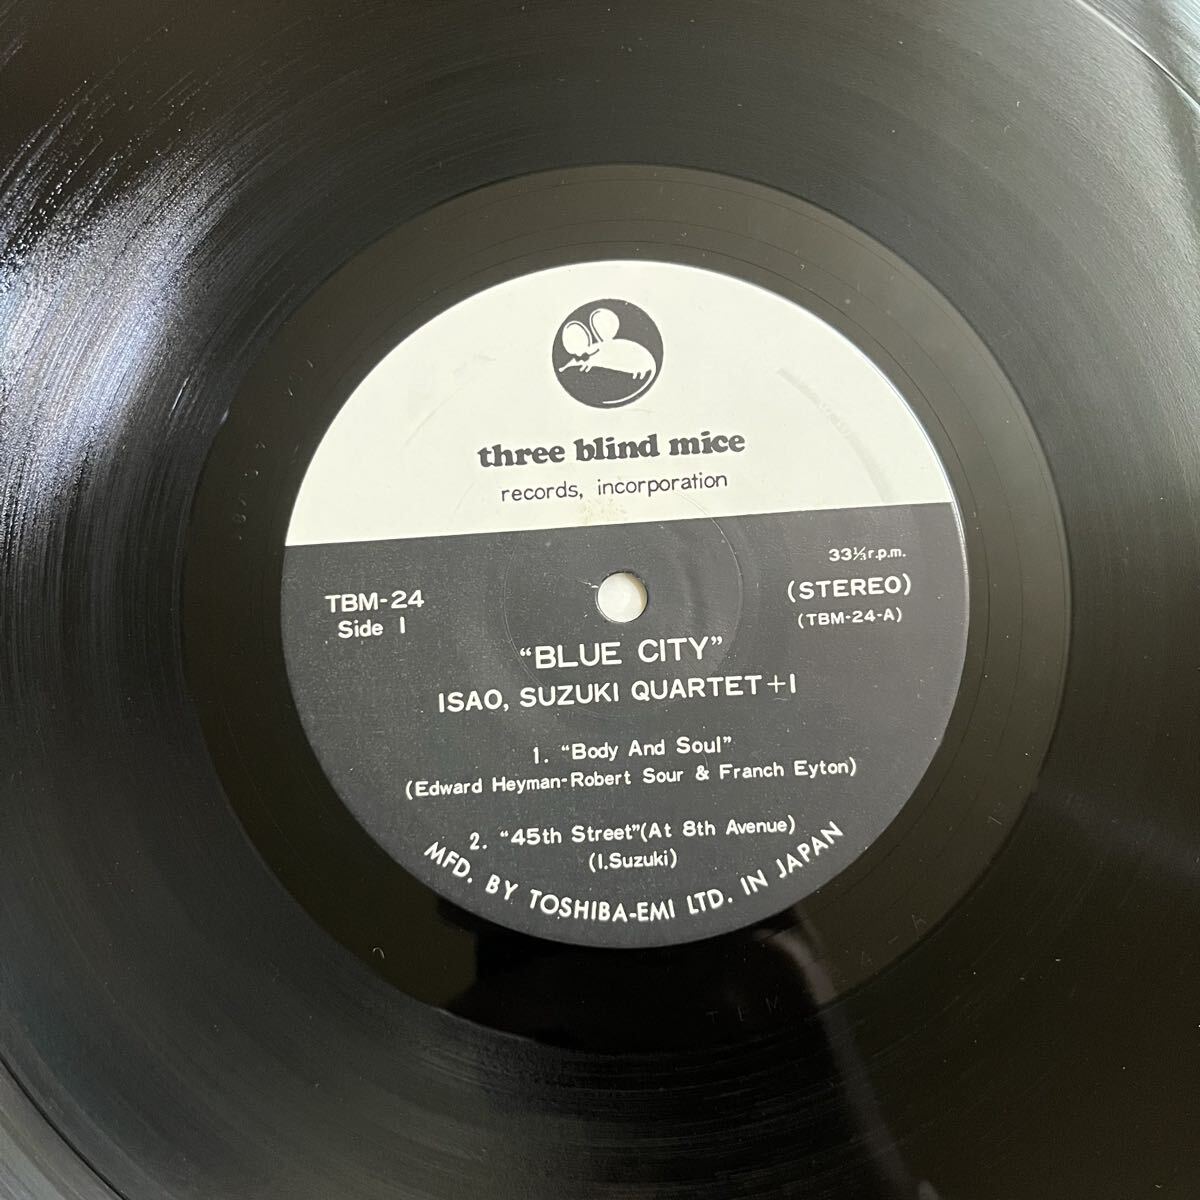 three blind mice
records, incorporation
33⅓r.p.m.
TBM-24
(STEREO)
Side 1
(TBM-24-A)
“BLUE CITY”
ISAO, SUZUKI QUARTET+1
1. “Body And Soul”
(Edward Heyman-Robert Sour & Franch Eyton)
2. “45th Street”(At 8th Avenue)
(I.Suzuki)
MFD. BY TOSHIBA-EMI LTD. IN JAPAN